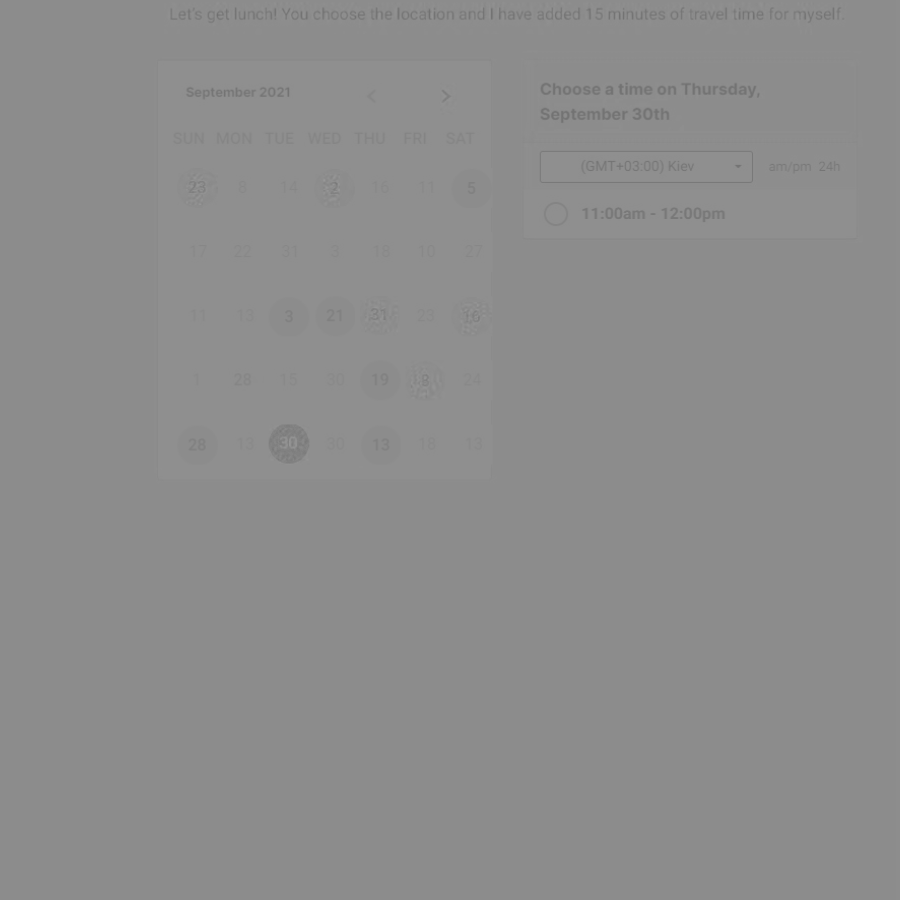 Let's get lunch! You choose the location and I have added 15 minutes of travel time for myself.
September 2021
SUN MON TUE WED THU FRI SAT
23 8 14 2 16 11 5
17 22 31 3 18 10 27
11 18 3 21 31 23 16
1 28 15 30 19 8 24
28 13 30 30 13 18 13
Choose a time on Thursday,
September 30th
(GMT+03:00) Kiev am/pm 24h
11:00am - 12:00pm